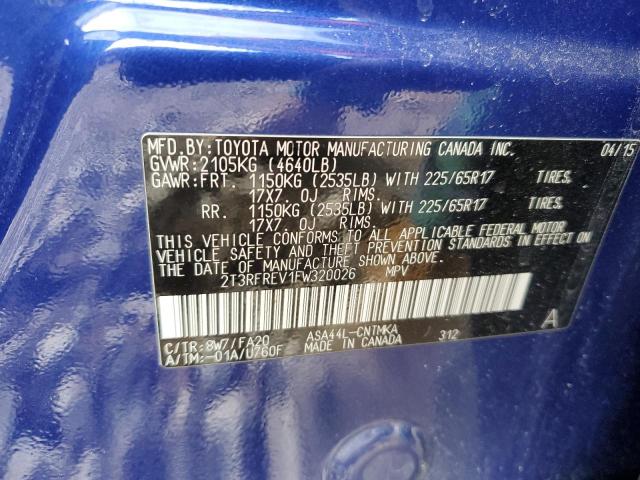 MFD.BY:TOYOTA MOTOR MANUFACTURING CANADA INC. 04/15
GVWR:2105KG (4640LB)
GAWR:FRT. 1150KG (2535LB) WITH 225/65R17 TIRES,
17X7.0J RIMS.
RR. 1150KG (2535LB) WITH 225/65R17 TIRES,
17X7.0J RIMS.
THIS VEHICLE CONFORMS TO ALL APPLICABLE FEDERAL MOTOR
VEHICLE SAFETY AND THEFT PREVENTION STANDARDS IN EFFECT
ON THE DATE OF MANUFACTURE SHOWN ABOVE.
2T3RFREV1FW320026 MPV
A
C/TR:8W7/FA20 ASA44L-CNTMKA 312
A/TM:-01A/U760F MADE IN CANADA